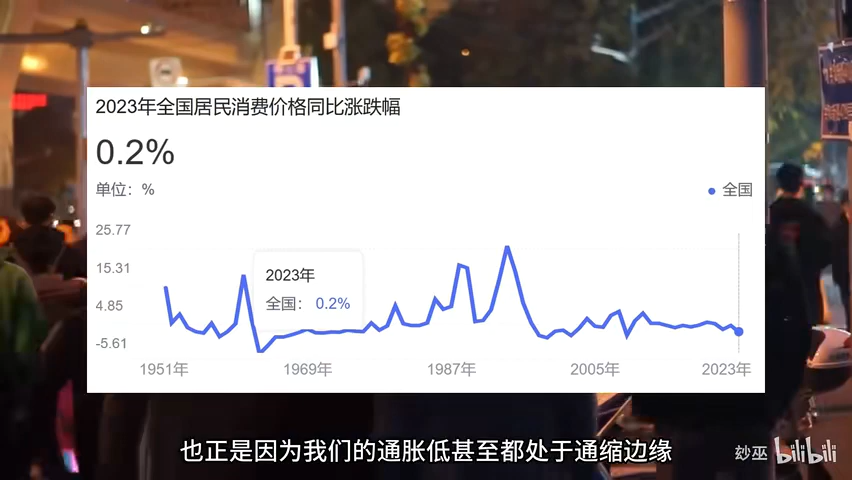 2023年全国居民消费价格同比涨跌幅
0.2%
单位：%
全国
25.77
15.31
4.85
-5.61
2023年
全国： 0.2%
1951年 1969年 1987年 2005年 2023年
也正是因为我们的通胀低甚至都处于通缩边缘
妙巫 bilibili